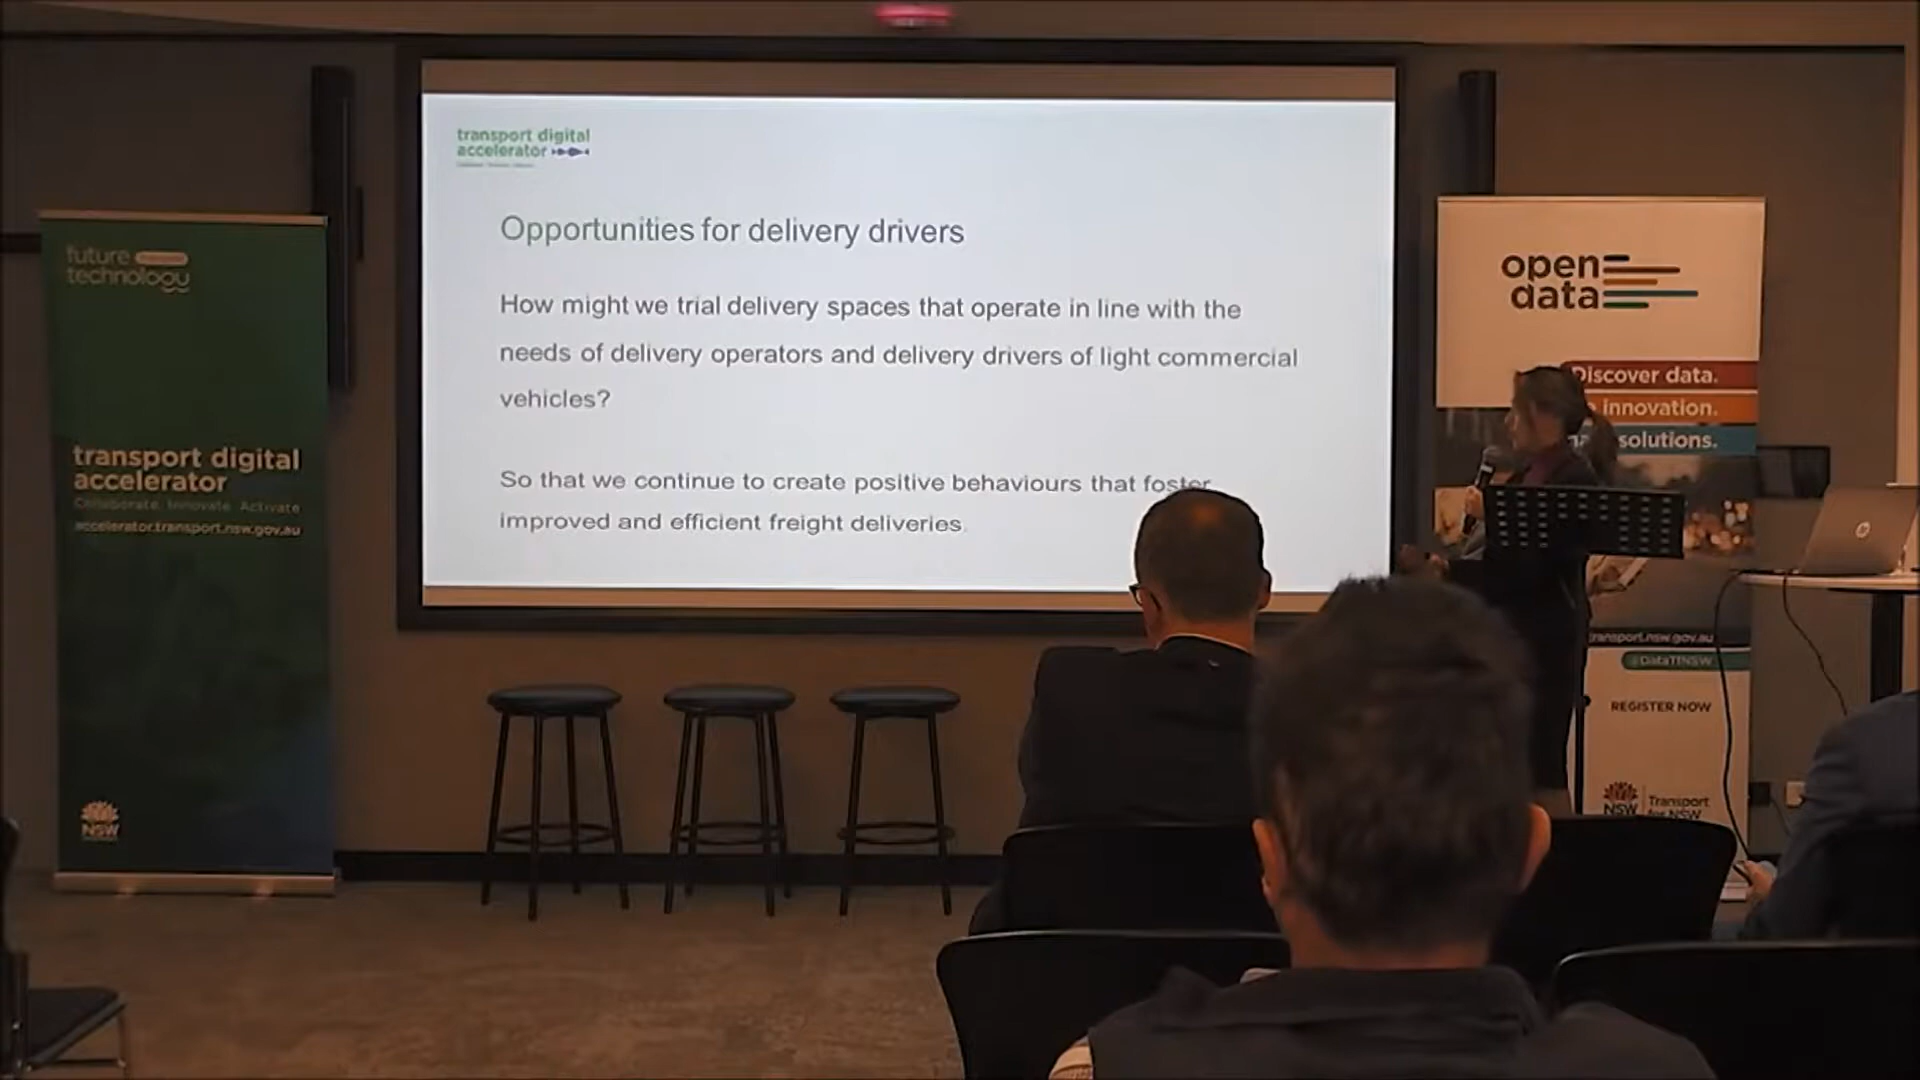 transport digital
accelerator
Opportunities for delivery drivers
How might we trial delivery spaces that operate in line with the
needs of delivery operators and delivery drivers of light commercial
vehicles?
So that we continue to create positive behaviours that foster
improved and efficient freight deliveries
future
technology
transport digital
accelerator
Collaborate. Innovate. Activate
accelerator.transport.nsw.gov.au
NSW
open
data
Discover data.
innovation.
solutions.
transport.nsw.gov.au
@DataTfNSW
REGISTER NOW
NSW
Transport
for NSW